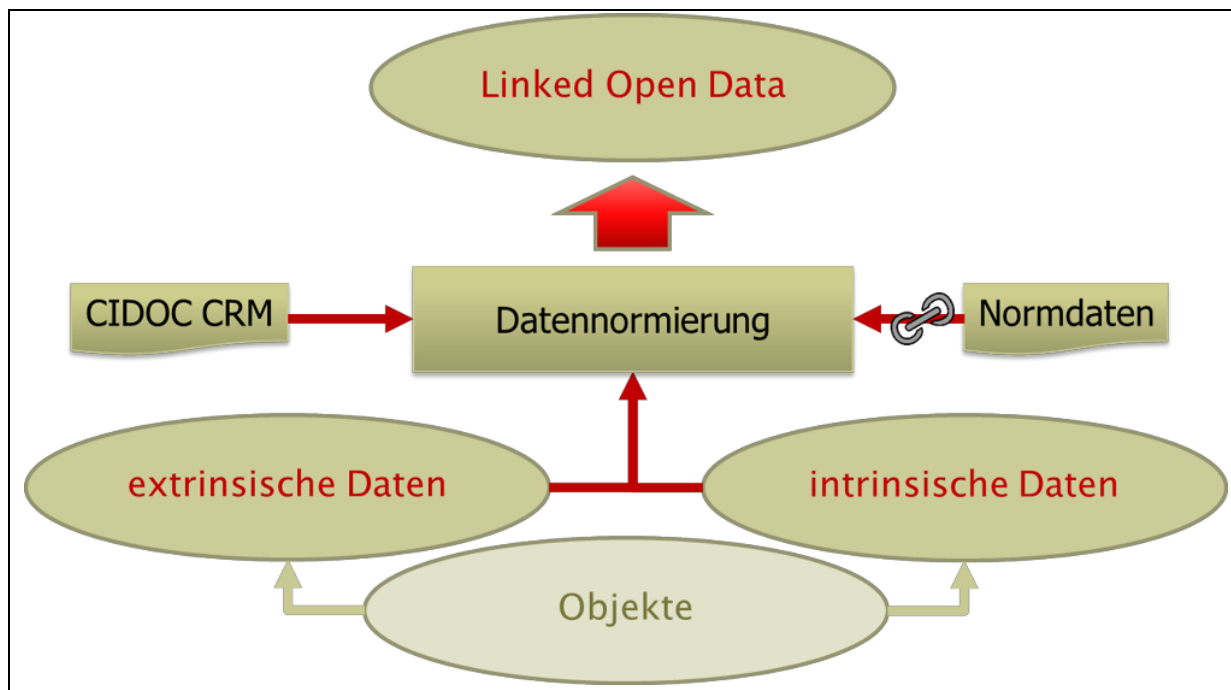 Linked Open Data
CIDOC CRM
Datennormierung
Normdaten
extrinsische Daten
intrinsische Daten
Objekte